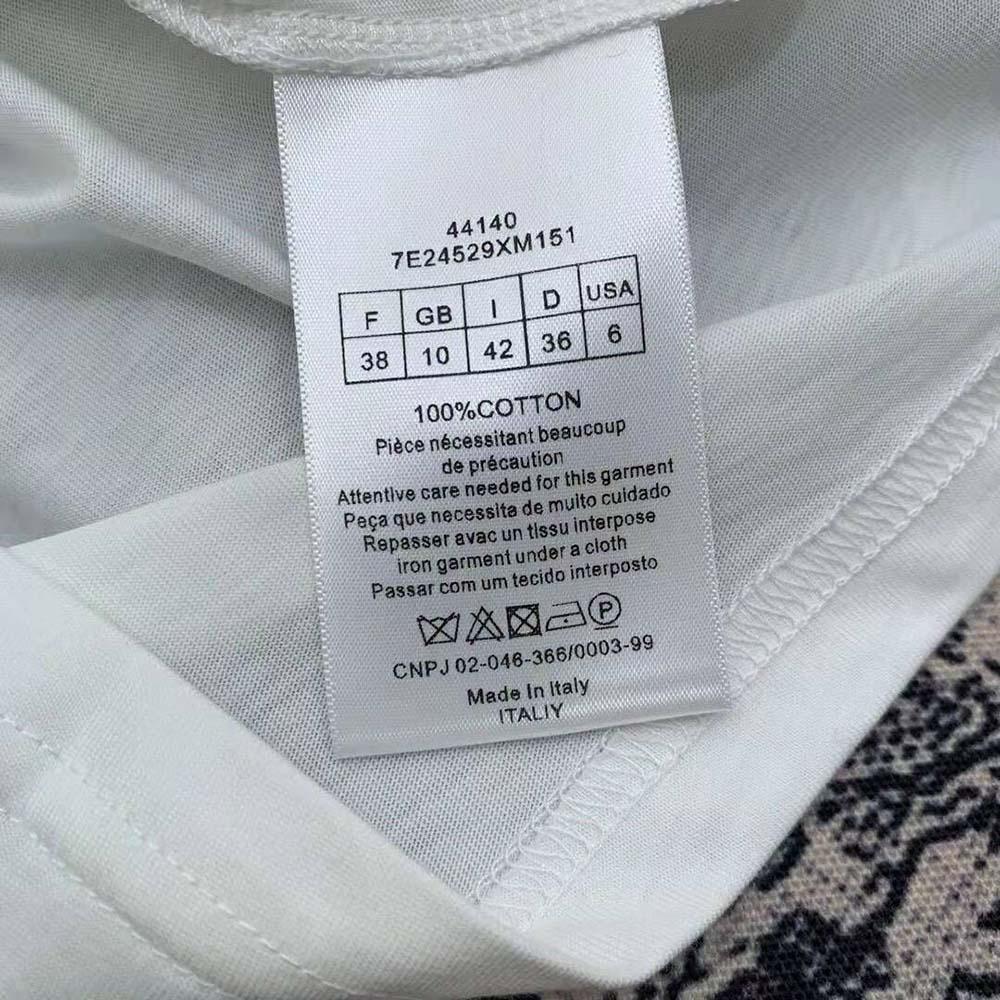 44140
7E24529XM151
F GB I D USA
38 10 42 36 6
100%COTTON
Pièce nécessitant beaucoup
de précaution
Attentive care needed for this garment
Peça que necessita de muito cuidado
Repasser avac un tissu interpose
iron garment under a cloth
Passar com um tecido interposto
P
CNPJ 02-046-366/0003-99
Made In Italy
ITALIY